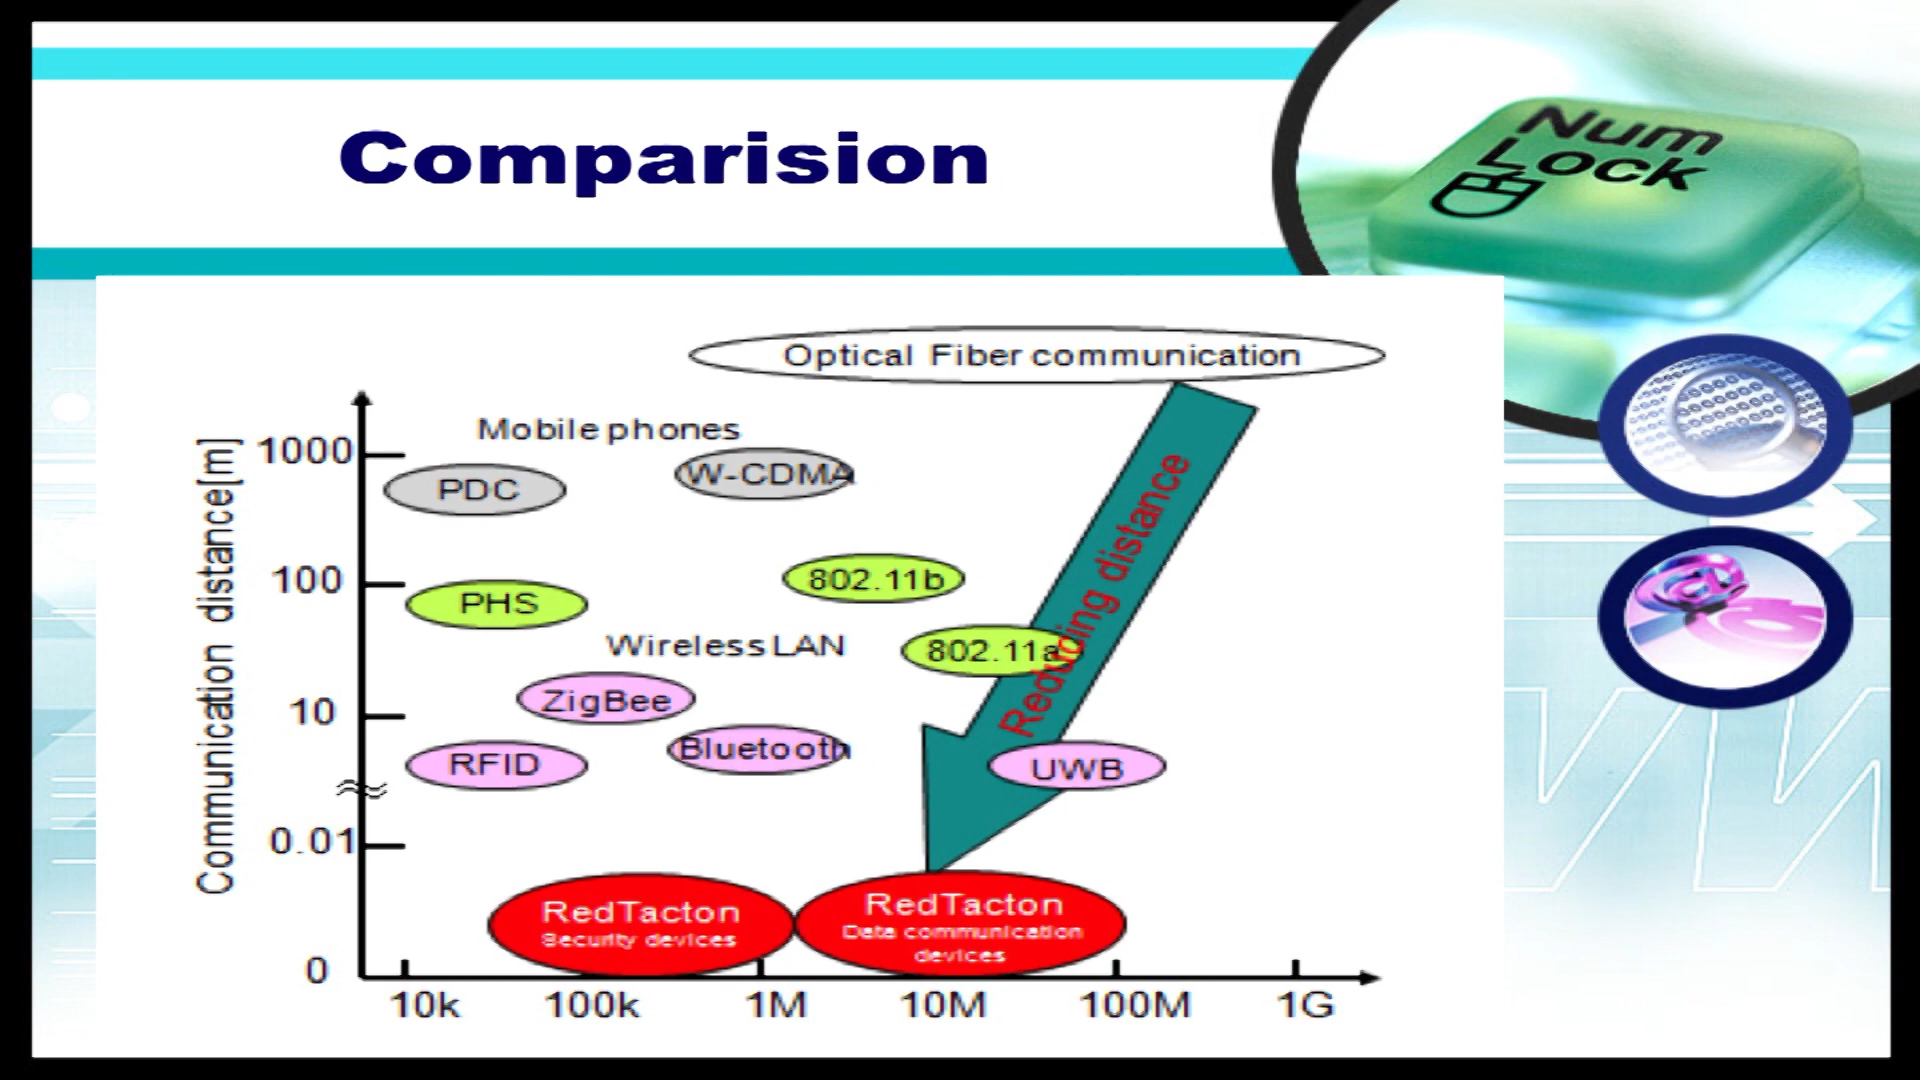 Num
Lock
Comparision
Optical Fiber communication
Mobile phones
1000
PDC
W-CDMA
Communication distance[m]
Reducing distance
100
802.11b
PHS
Wireless LAN
802.11a
10
ZigBee
Bluetooth
RFID
UWB
0.01
RedTacton
Security devices
RedTacton
Data communication
devices
0
10k 100k 1M 10M 100M 1G